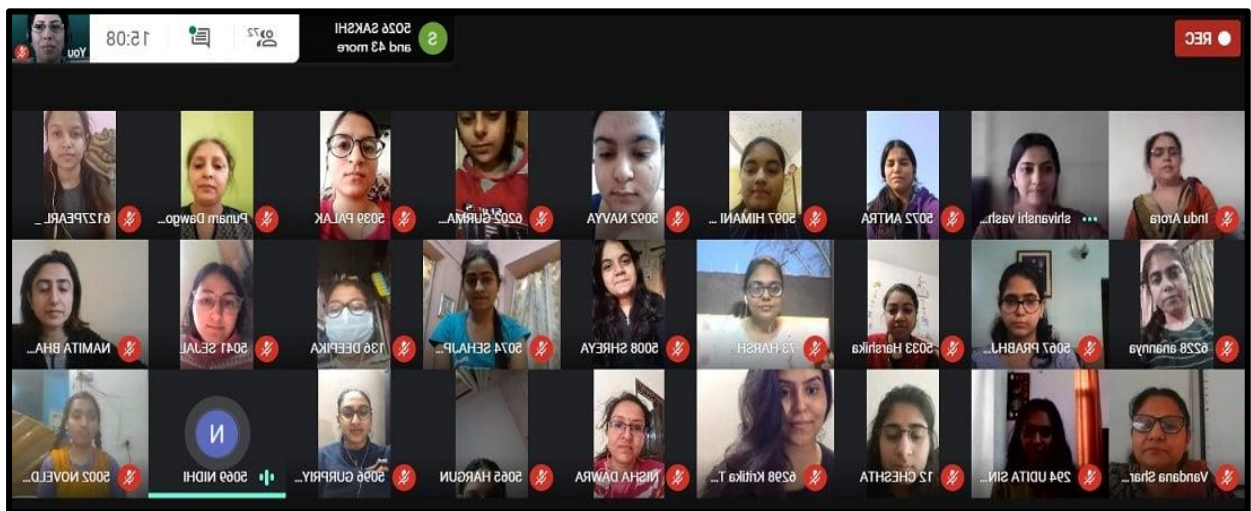 REC
S
5026 SAKSHI
and 43 more
72
15:08
You
Indu Arora
shivanshi vash...
5072 ANTRA
5097 HIMANI ...
5092 NAVYA
6202 GURMA...
5039 PALAK
Punam Dawgo...
6127PEARL _
6228 anannya
5067 PRABHJ...
5033 Harshika
73 HARSH
5008 SHREYA
5074 SEHAJP...
136 DEEPIKA
5041 SEJAL
NAMITA BHA...
Vandana Shar...
294 UDITA SIN...
12 CHESHTA
6298 Kritika T...
NISHA DAWRA
5065 HARGUN
5096 GURPRIY...
N
5069 NIDHI
5002 NOVELD...